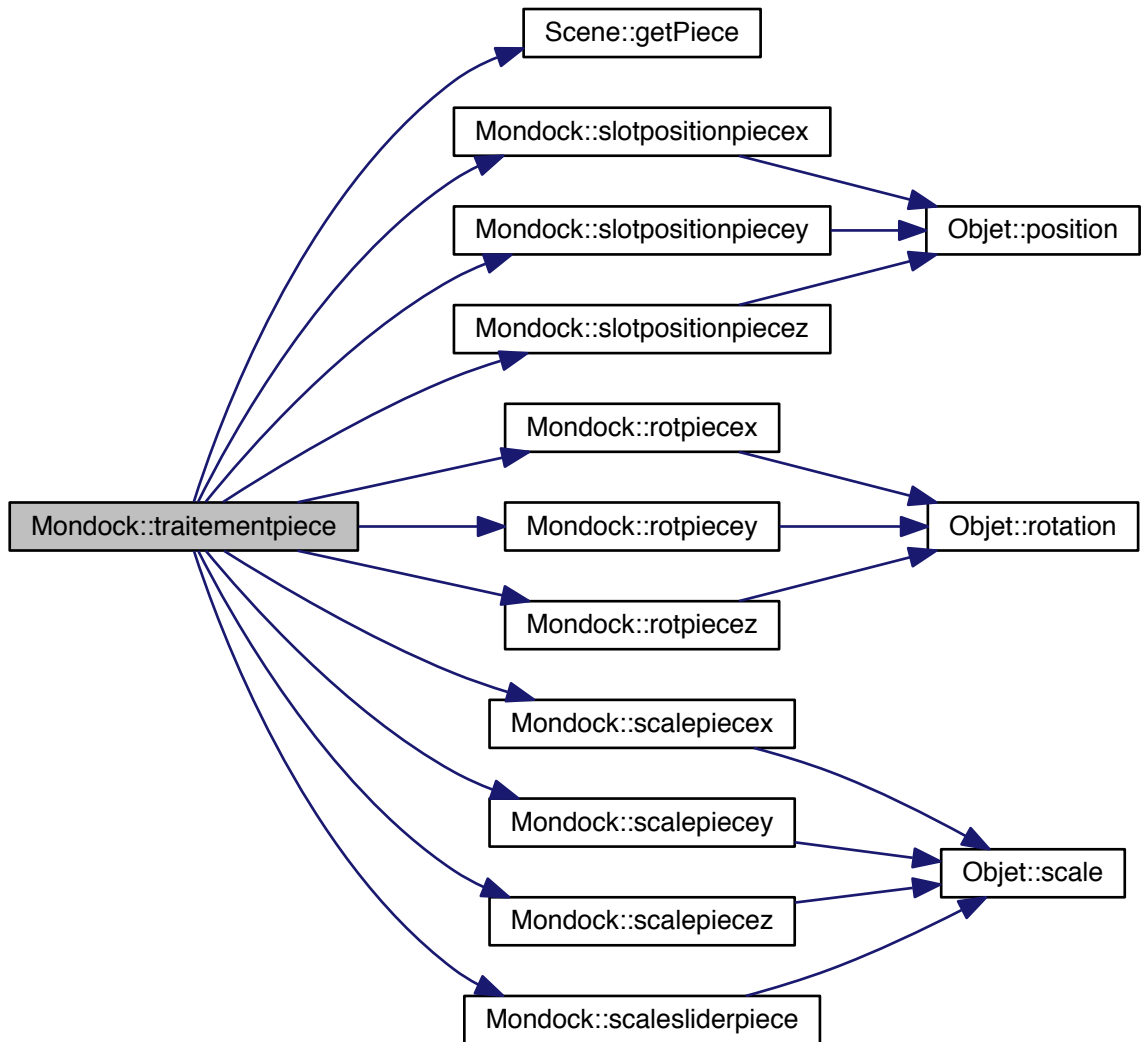 Scene::getPiece
Mondock::slotpositionpiecex
Mondock::slotpositionpiecey
Objet::position
Mondock::slotpositionpiecez
Mondock::rotpiecex
Mondock::traitementpiece
Mondock::rotpiecey
Objet::rotation
Mondock::rotpiecez
Mondock::scalepiecex
Mondock::scalepiecey
Objet::scale
Mondock::scalepiecez
Mondock::scalesliderpiece